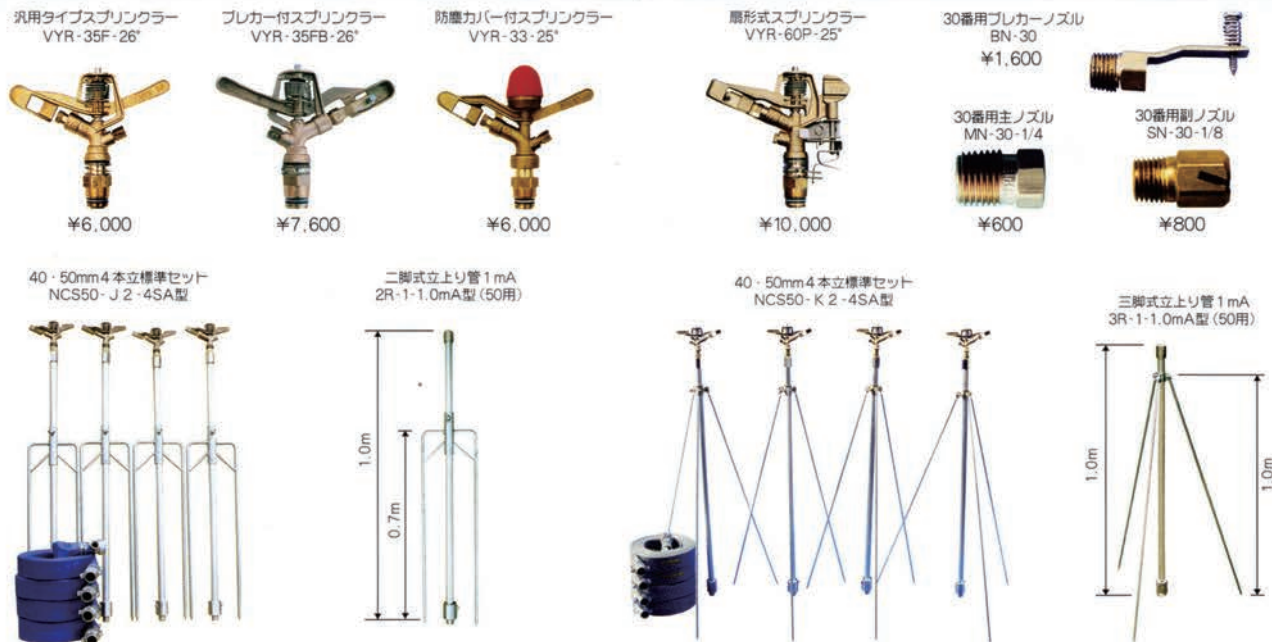 汎用タイプスプリンクラー
VYR-35F-26°
¥6,000
ブレカー付スプリンクラー
VYR-35FB-26°
¥7,600
防塵カバー付スプリンクラー
VYR-33-25°
¥6,000
扇形式スプリンクラー
VYR-60P-25°
¥10,000
30番用ブレカーノズル
BN-30
¥1,600
30番用主ノズル
MN-30-1/4
¥600
30番用副ノズル
SN-30-1/8
¥800
40・50mm4本立標準セット
NCS50-J2-4SA型
二脚式立上り管1mA
2R-1-1.0mA型(50用)
1.0m
0.7m
40・50mm4本立標準セット
NCS50-K2-4SA型
三脚式立上り管1mA
3R-1-1.0mA型(50用)
1.0m
1.0m